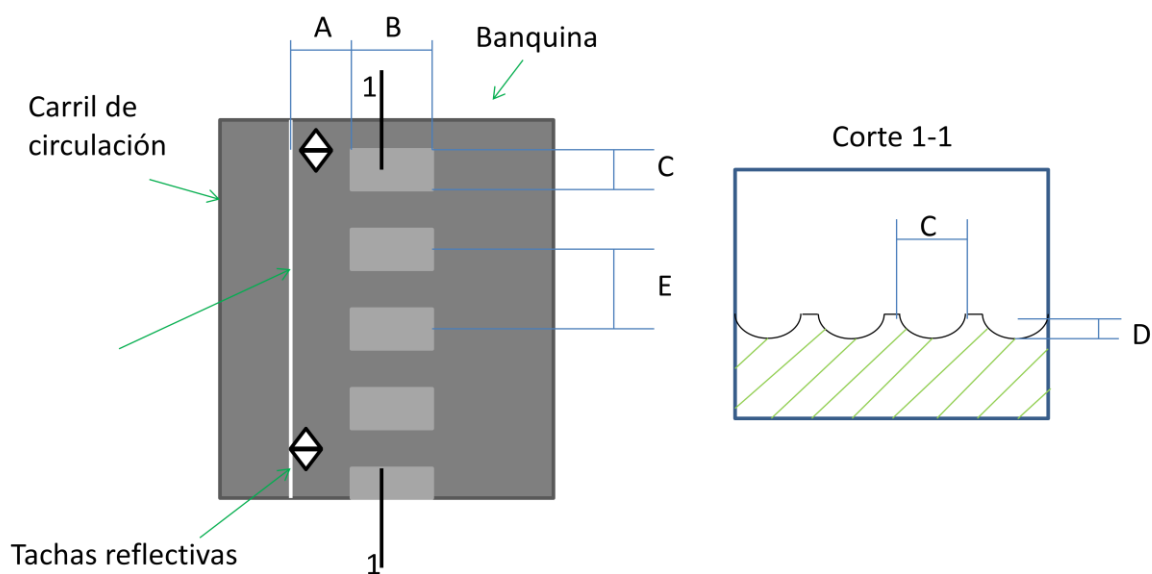 A
B
Banquina
1
Carril de
circulación
C
Corte 1-1
C
E
D
Tachas reflectivas
1